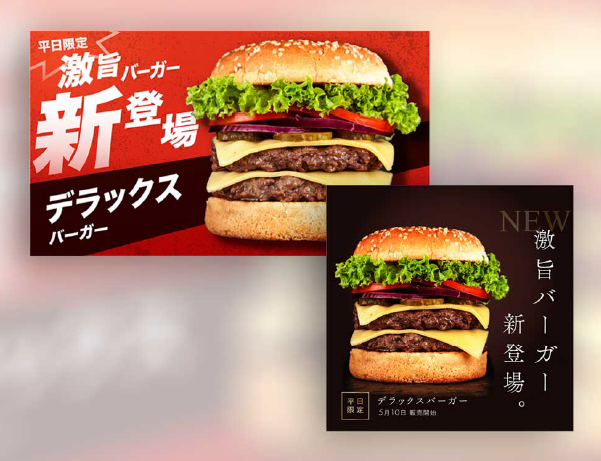 平日限定
激旨バーガー
新登場
デラックス
バーガー
NEW
激旨バーガー
新登場。
平日
限定
デラックスバーガー
5月10日 販売開始